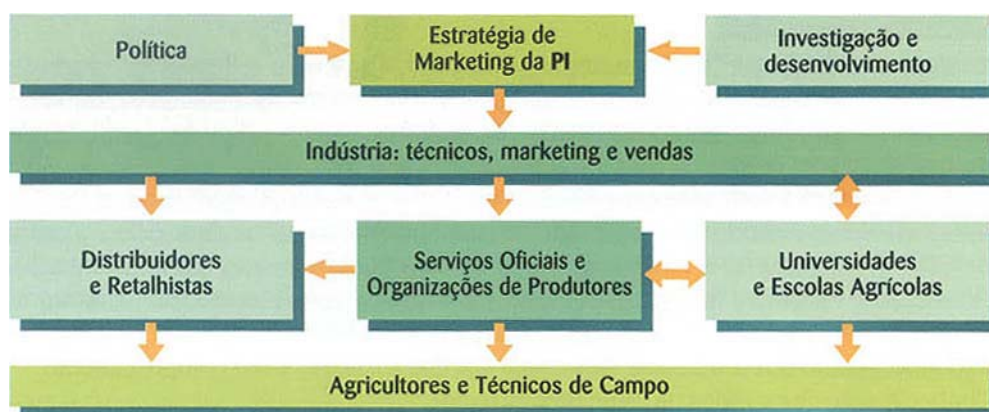 Política
Estratégia de
Marketing da PI
Investigação e
desenvolvimento
Indústria: técnicos, marketing e vendas
Distribuidores
e Retalhistas
Serviços Oficiais e
Organizações de Produtores
Universidades
e Escolas Agrícolas
Agricultores e Técnicos de Campo